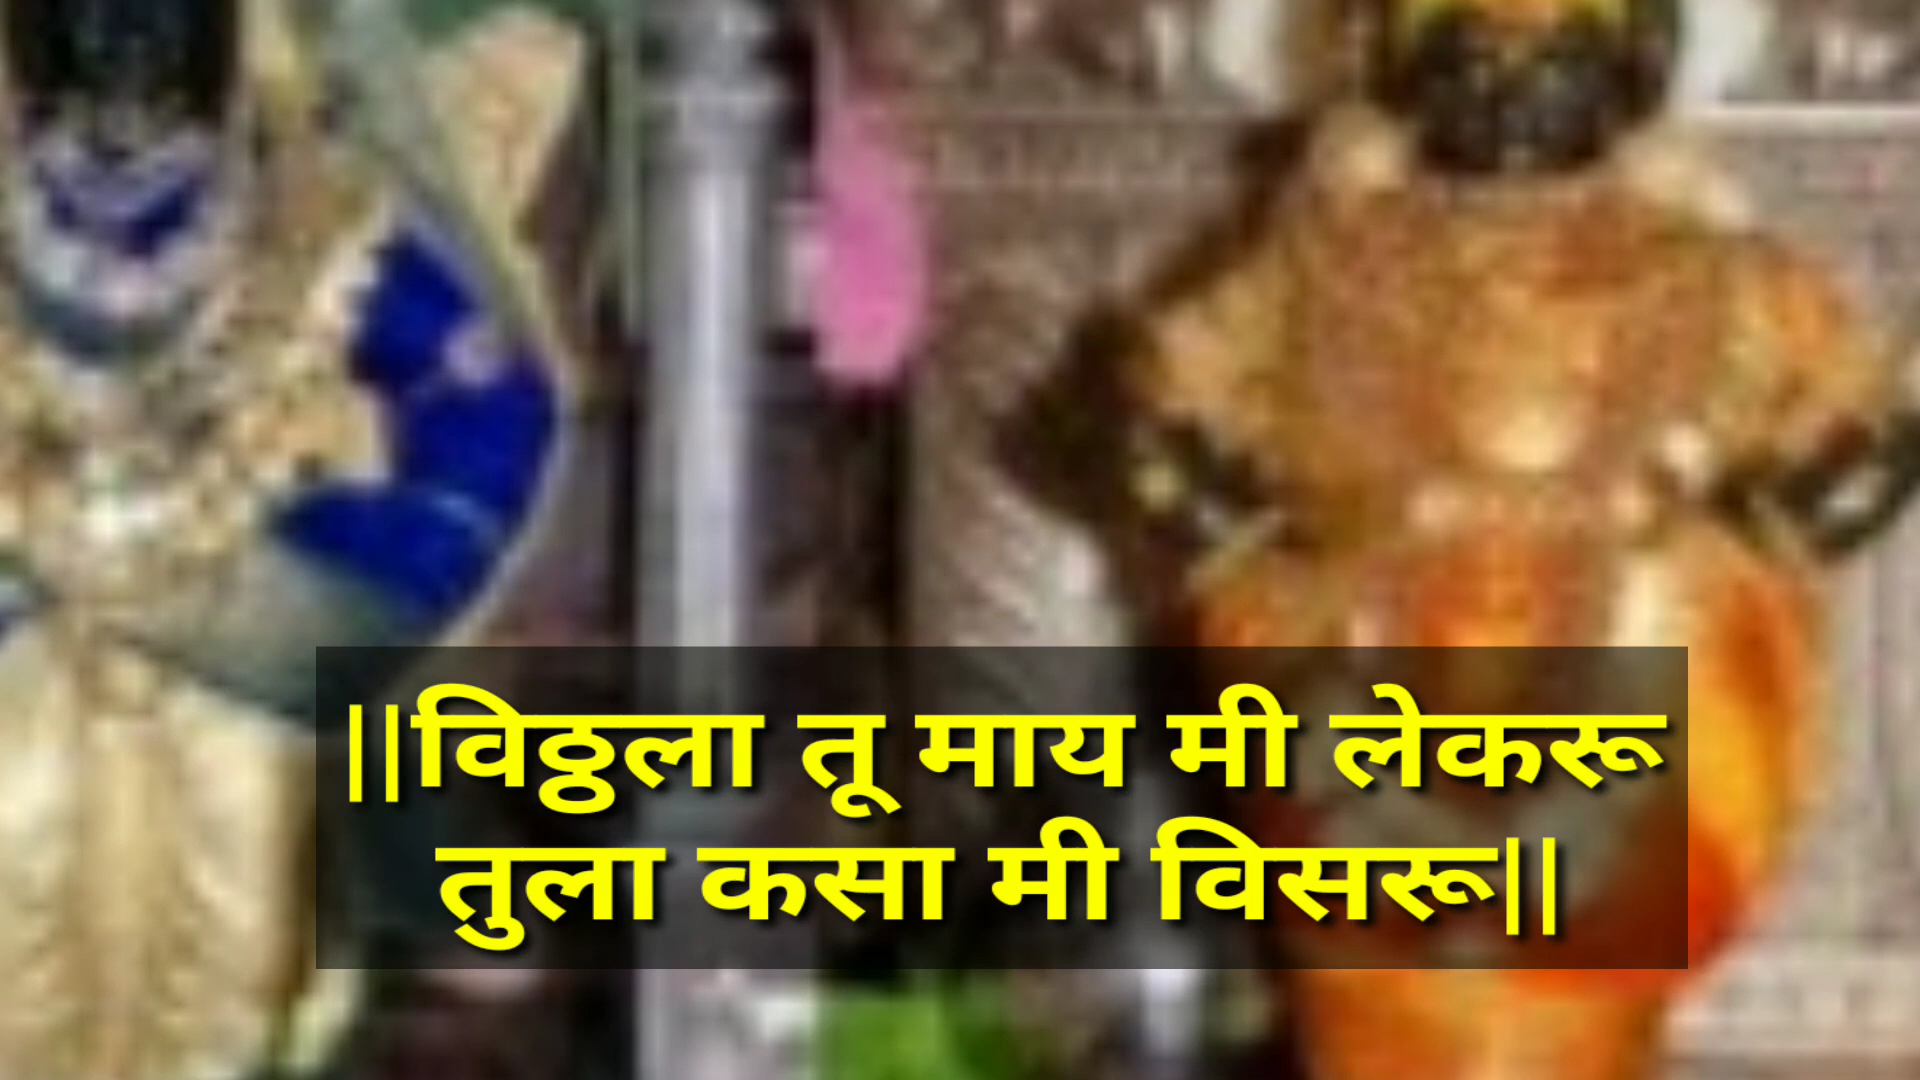 ||विठ्ठला तू माय मी लेकरू
तुला कसा मी विसरू||